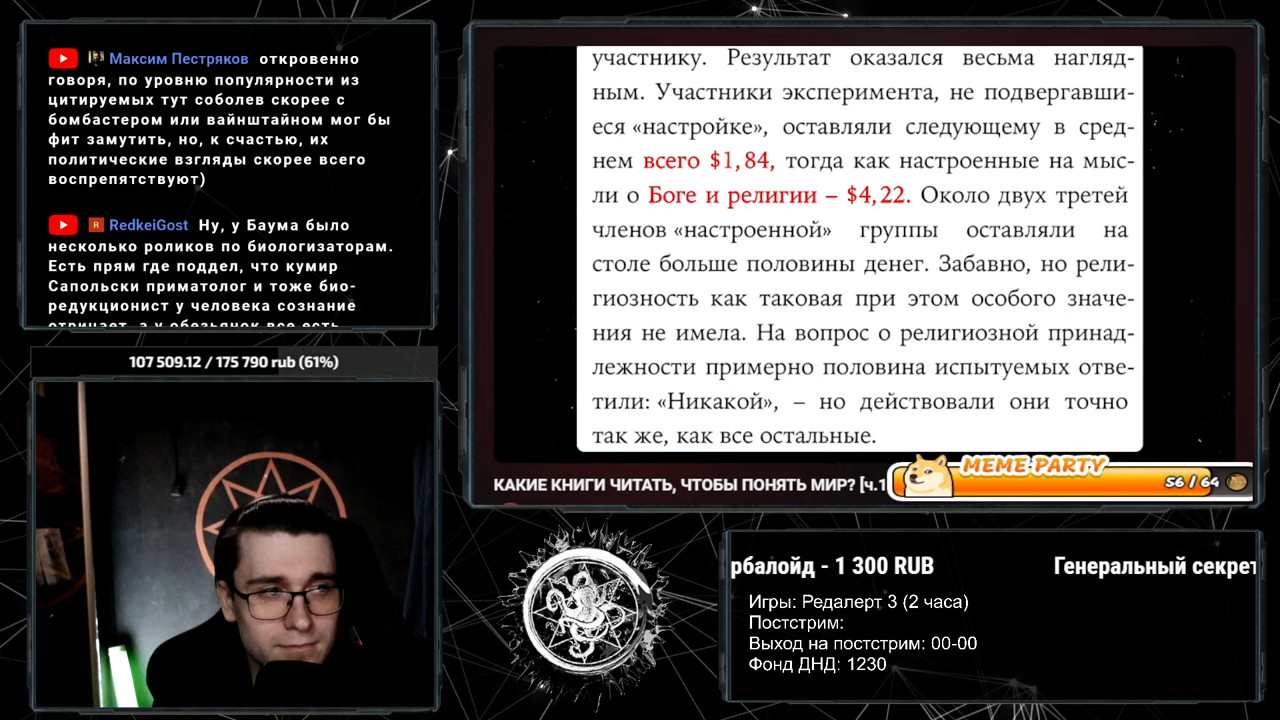 Максим Пестряков откровенно
говоря, по уровню популярности из
цитируемых тут соболев скорее с
бомбастером или вайнштайном мог бы
фит замутить, но, к счастью, их
политические взгляды скорее всего
воспрепятствуют)
R RedkeiGost Ну, у Баума было
несколько роликов по биологизаторам.
Есть прям где поддел, что кумир
Сапольски приматолог и тоже био-
редукционист у человека сознание
отрицает, а у обезьянок все есть
107 509.12 / 175 790 rub (61%)
участнику. Результат оказался весьма нагляд-
ным. Участники эксперимента, не подвергавши-
еся «настройке», оставляли следующему в сред-
нем всего $1,84, тогда как настроенные на мыс-
ли о Боге и религии – $4,22. Около двух третей
членов «настроенной» группы оставляли на
столе больше половины денег. Забавно, но рели-
гиозность как таковая при этом особого значе-
ния не имела. На вопрос о религиозной принад-
лежности примерно половина испытуемых отве-
тили: «Никакой», – но действовали они точно
так же, как все остальные.
MEME PARTY
56 / 64
КАКИЕ КНИГИ ЧИТАТЬ, ЧТОБЫ ПОНЯТЬ МИР? [ч.1
рбалойд - 1 300 RUB Генеральный секрет
Игры: Редалерт 3 (2 часа)
Постстрим:
Выход на постстрим: 00-00
Фонд ДНД: 1230